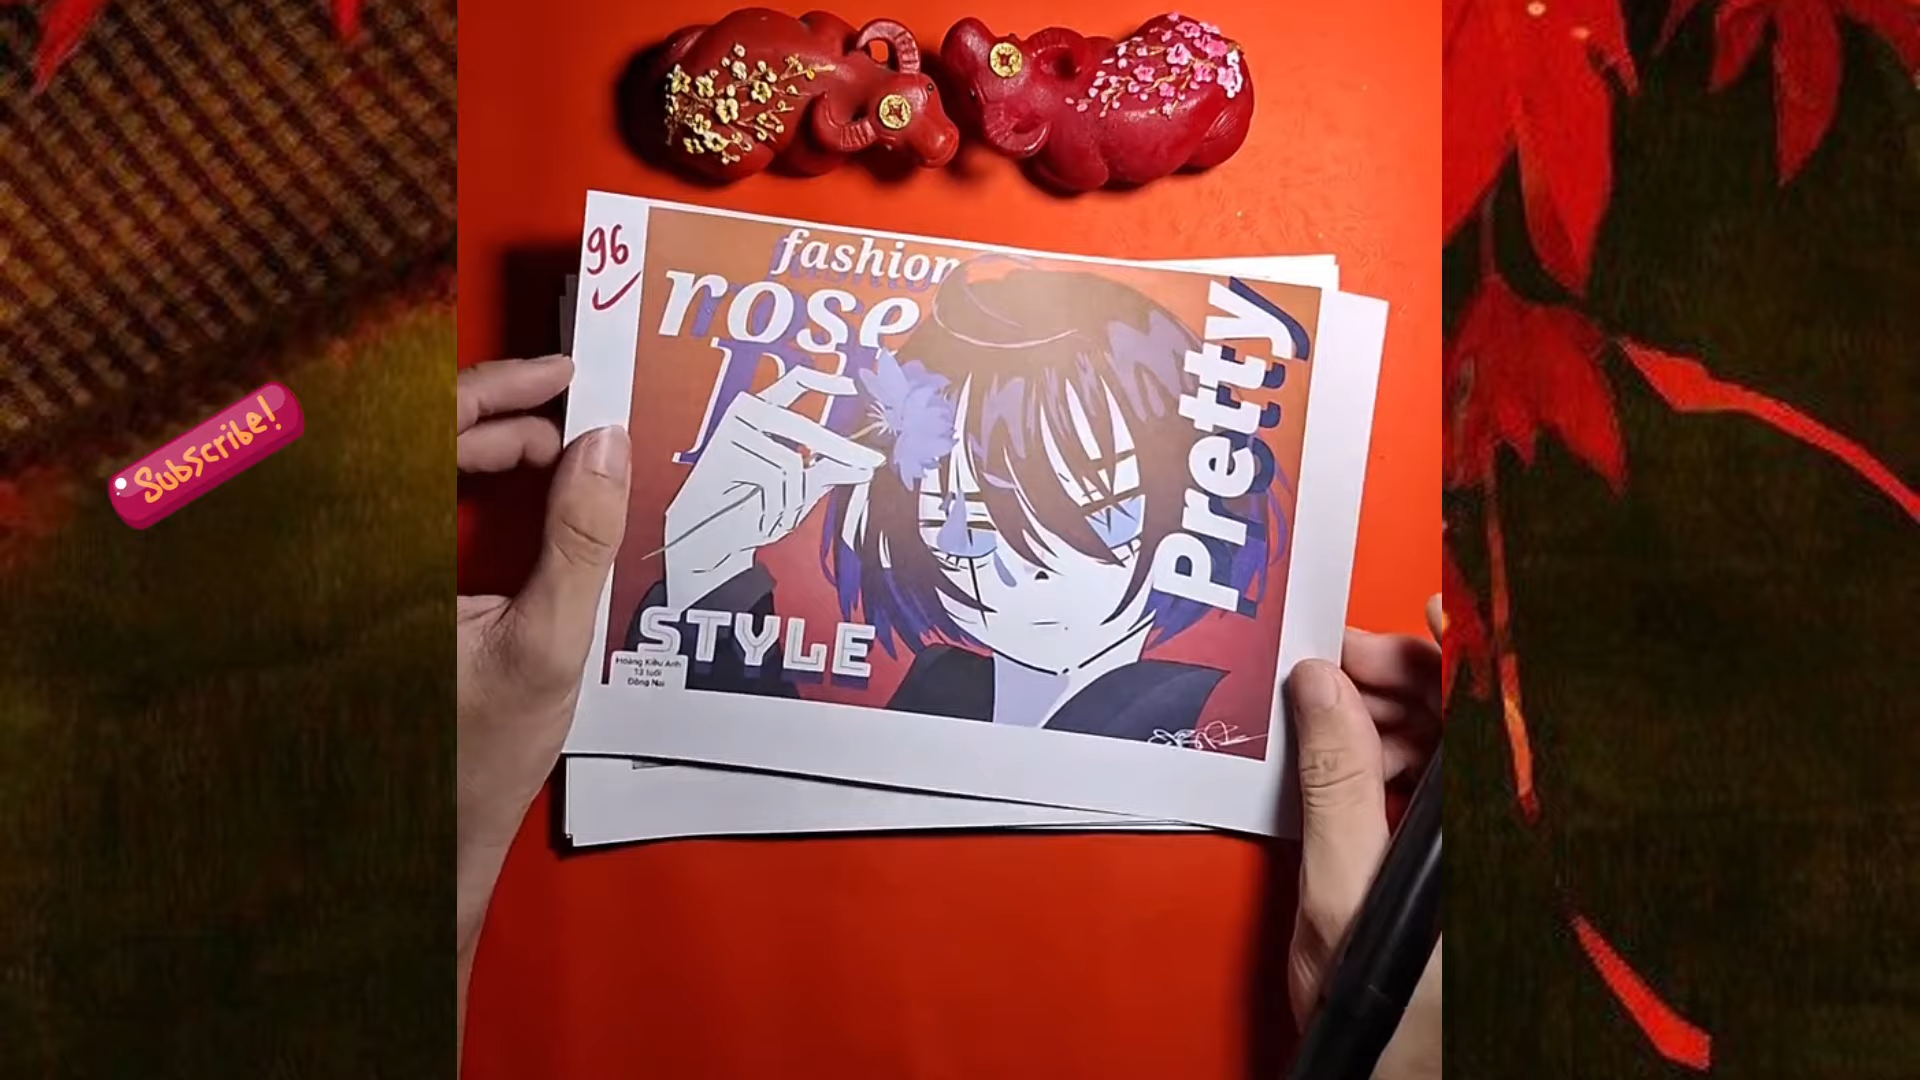 96
fashion
rose
Pretty
Subscribe!
STYLE
Hoàng Kiều Anh
13 tuổi
Đồng Nai